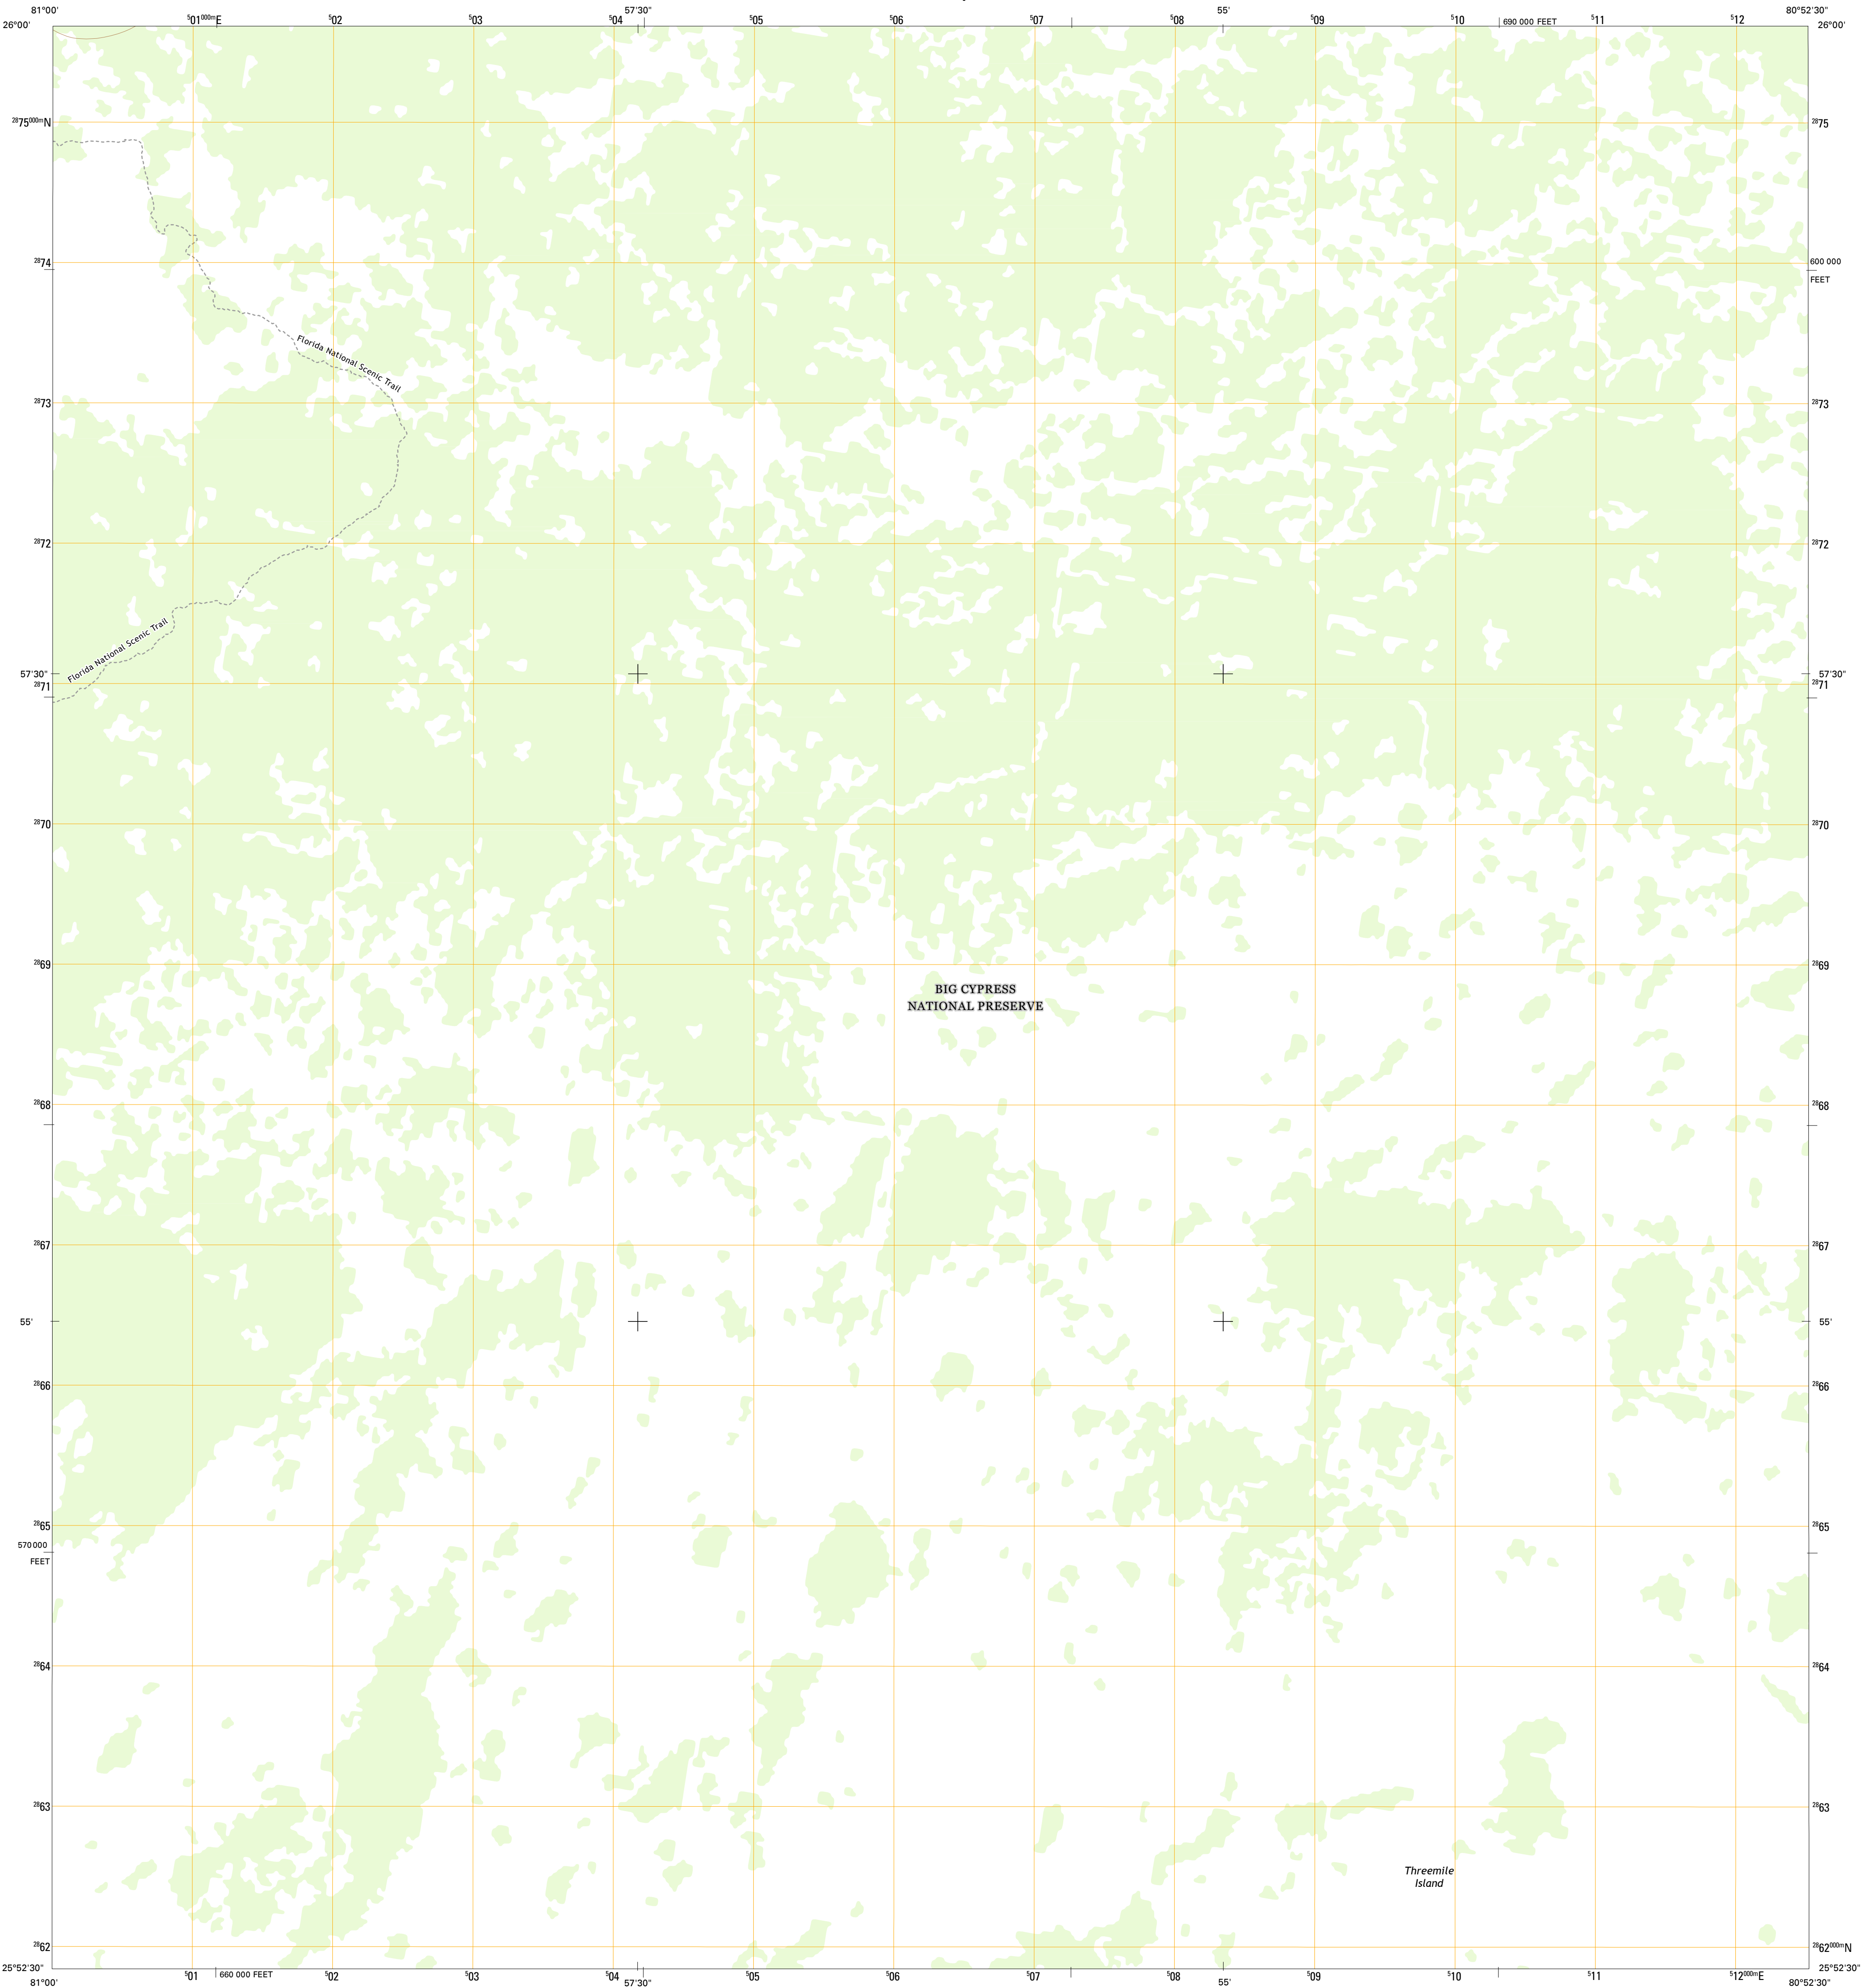 81°00' 501000mE 502 503 504 57'30" 505 506 507 508 55' 509 510 690 000 FEET 511 512 80°52'30"
26°00' 26°00'
2875000mN 2875
2874 600 000
FEET
Florida National Scenic Trail
2873 2873
2872 2872
Florida National Scenic Trail
57'30" 57'30"
2871 2871
2870 2870
2869 2869
BIG CYPRESS
NATIONAL PRESERVE
2868 2868
2867 2867
55' 55'
2866 2866
2865 2865
570 000
FEET
2864 2864
2863 2863
Threemile
Island
2862 2862000mN
25°52'30" 25°52'30"
81°00' 501 660 000 FEET 502 503 504 57'30" 505 506 507 508 55' 509 510 511 512000mE 80°52'30"